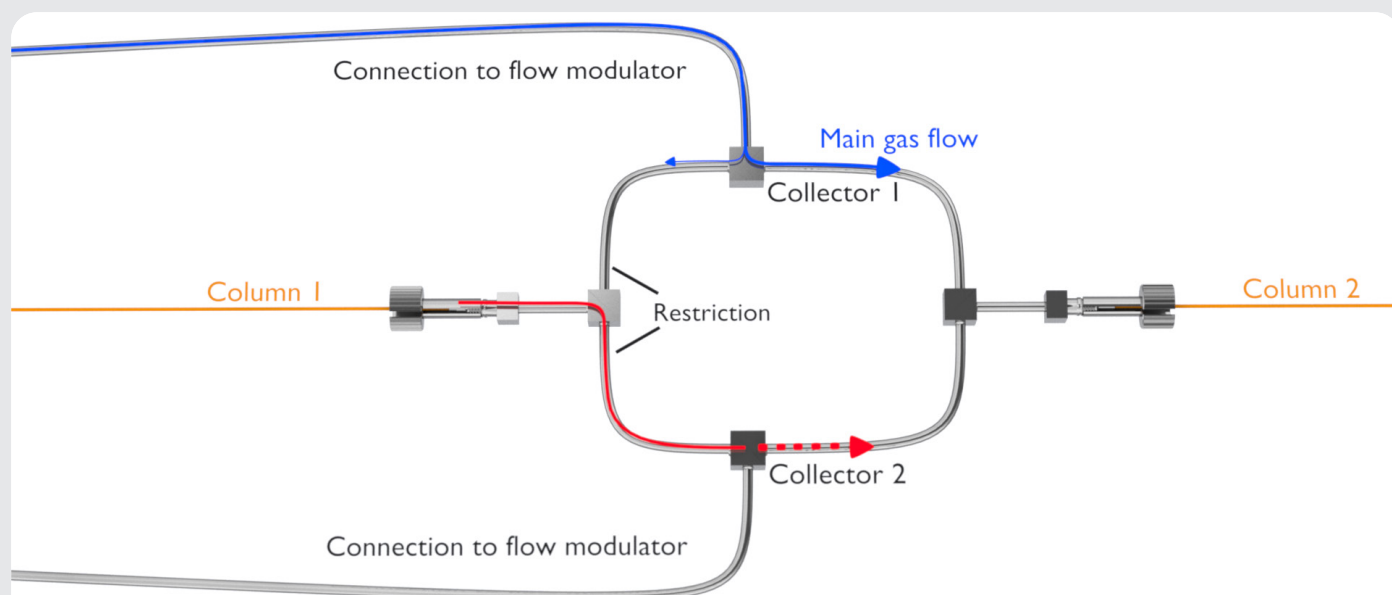 Connection to flow modulator
Main gas flow
Collector 1
Column 1
Restriction
Column 2
Collector 2
Connection to flow modulator